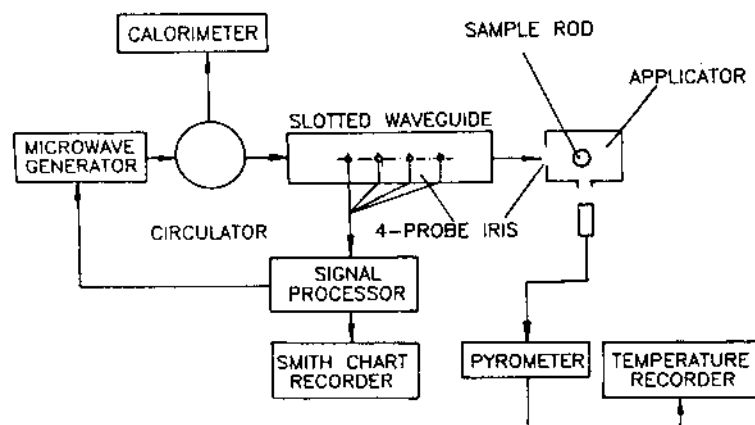 CALORIMETER
SAMPLE ROD
APPLICATOR
SLOTTED WAVEGUIDE
MICROWAVE
GENERATOR
CIRCULATOR
4-PROBE IRIS
SIGNAL
PROCESSOR
SMITH CHART
RECORDER
PYROMETER
TEMPERATURE
RECORDER